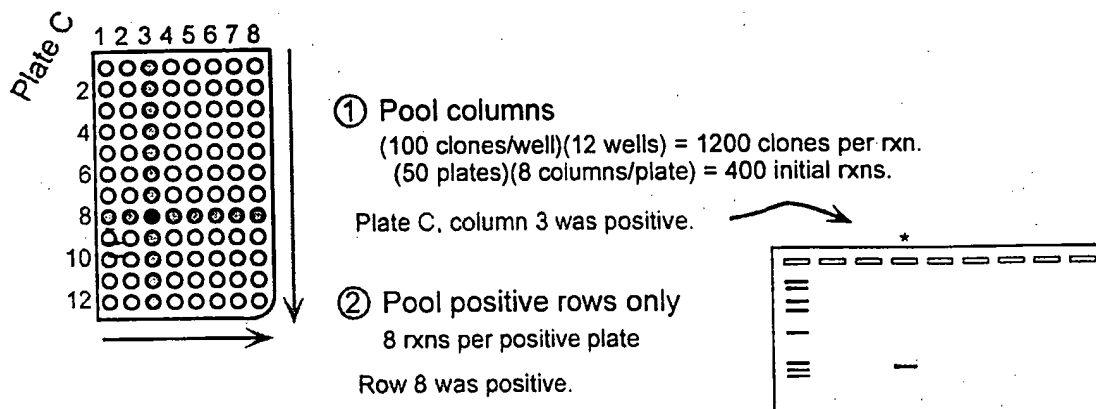 Plate C
1 2 3 4 5 6 7 8
2
4
6
8
10
12
① Pool columns
(100 clones/well)(12 wells) = 1200 clones per rxn.
(50 plates)(8 columns/plate) = 400 initial rxns.
Plate C, column 3 was positive.
*
② Pool positive rows only
8 rxns per positive plate
Row 8 was positive.